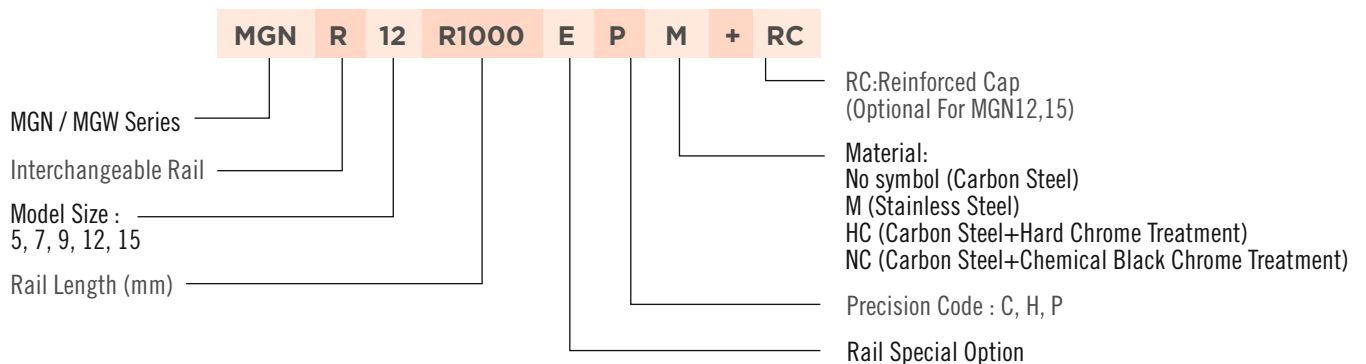 MGN R 12 R1000 E P M + RC
MGN / MGW Series
Interchangeable Rail
Model Size :
5, 7, 9, 12, 15
Rail Length (mm)
RC:Reinforced Cap
(Optional For MGN12,15)
Material:
No symbol (Carbon Steel)
M (Stainless Steel)
HC (Carbon Steel+Hard Chrome Treatment)
NC (Carbon Steel+Chemical Black Chrome Treatment)
Precision Code : C, H, P
Rail Special Option